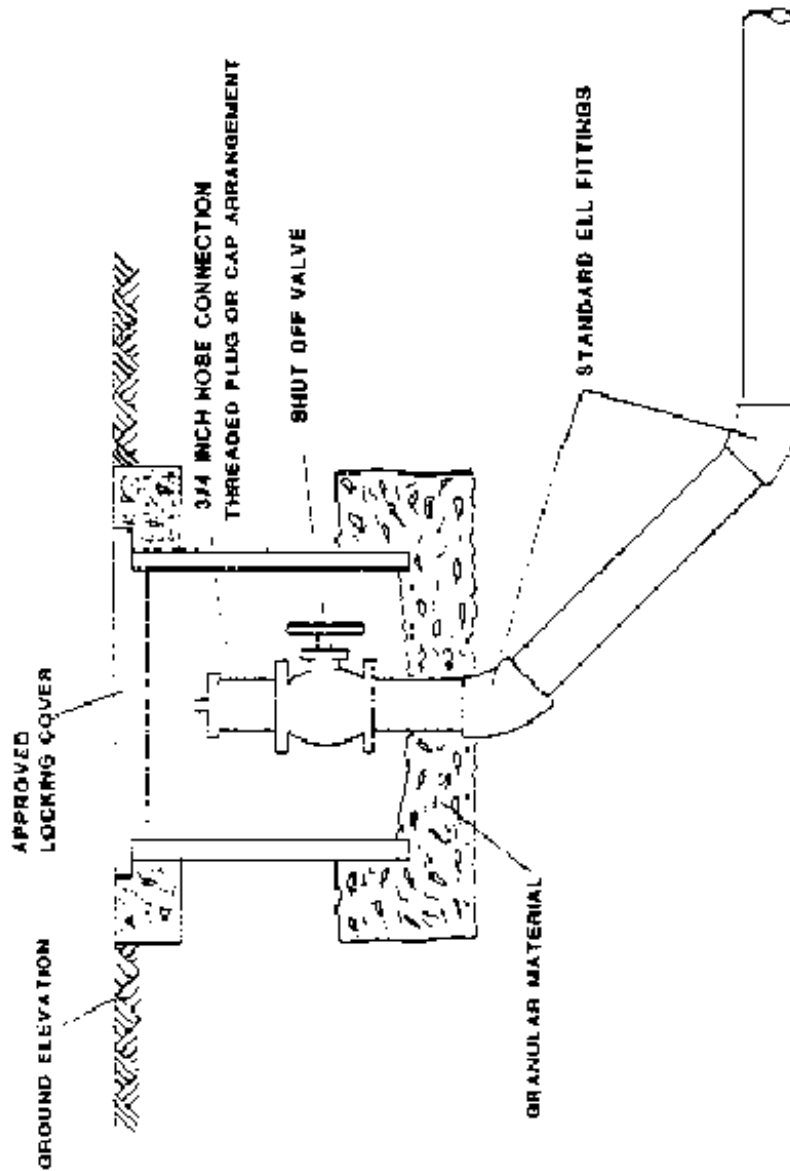 APPROVED
LOCKING COVER
GROUND ELEVATION
3/4 INCH HOSE CONNECTION
THREADED PLUG OR CAP ARRANGEMENT
SHUT OFF VALVE
STANDARD ELL FITTINGS
GRANULAR MATERIAL